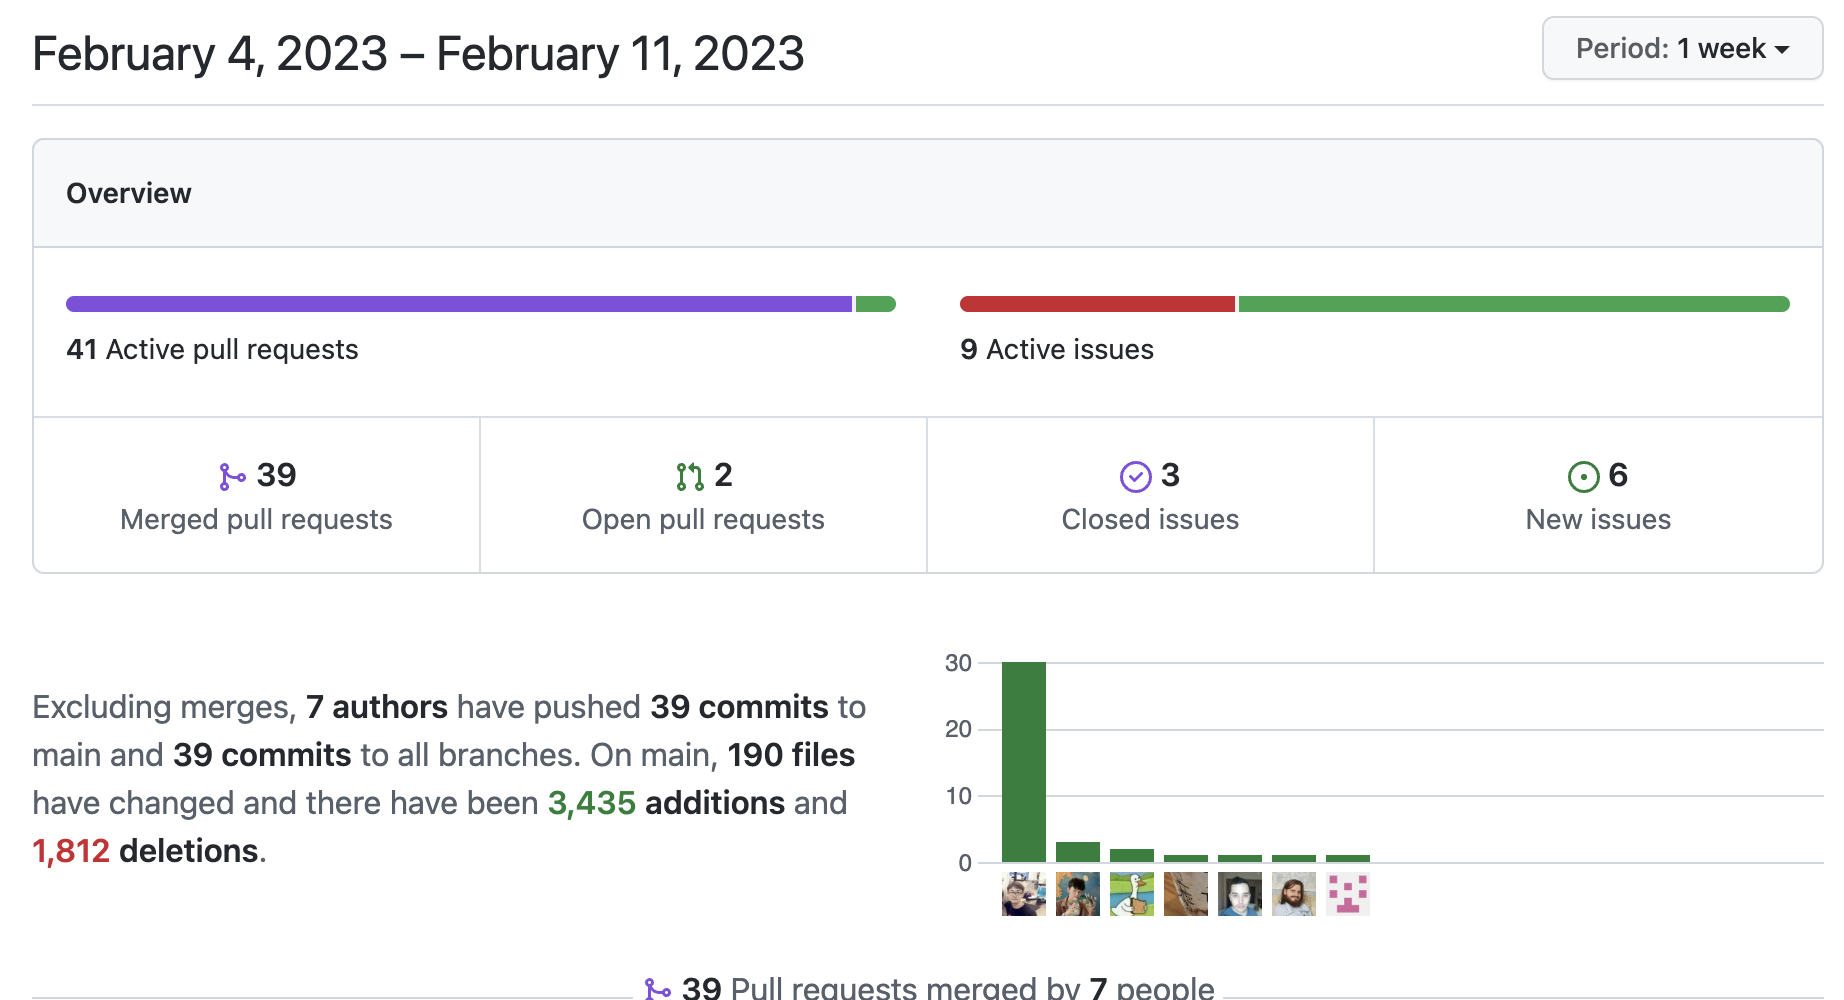 February 4, 2023 – February 11, 2023
Period: 1 week
Overview
41 Active pull requests
9 Active issues
39
Merged pull requests
2
Open pull requests
3
Closed issues
6
New issues
Excluding merges, 7 authors have pushed 39 commits to
main and 39 commits to all branches. On main, 190 files
have changed and there have been 3,435 additions and
1,812 deletions.
30
20
10
0
39 Pull requests merged by 7 people